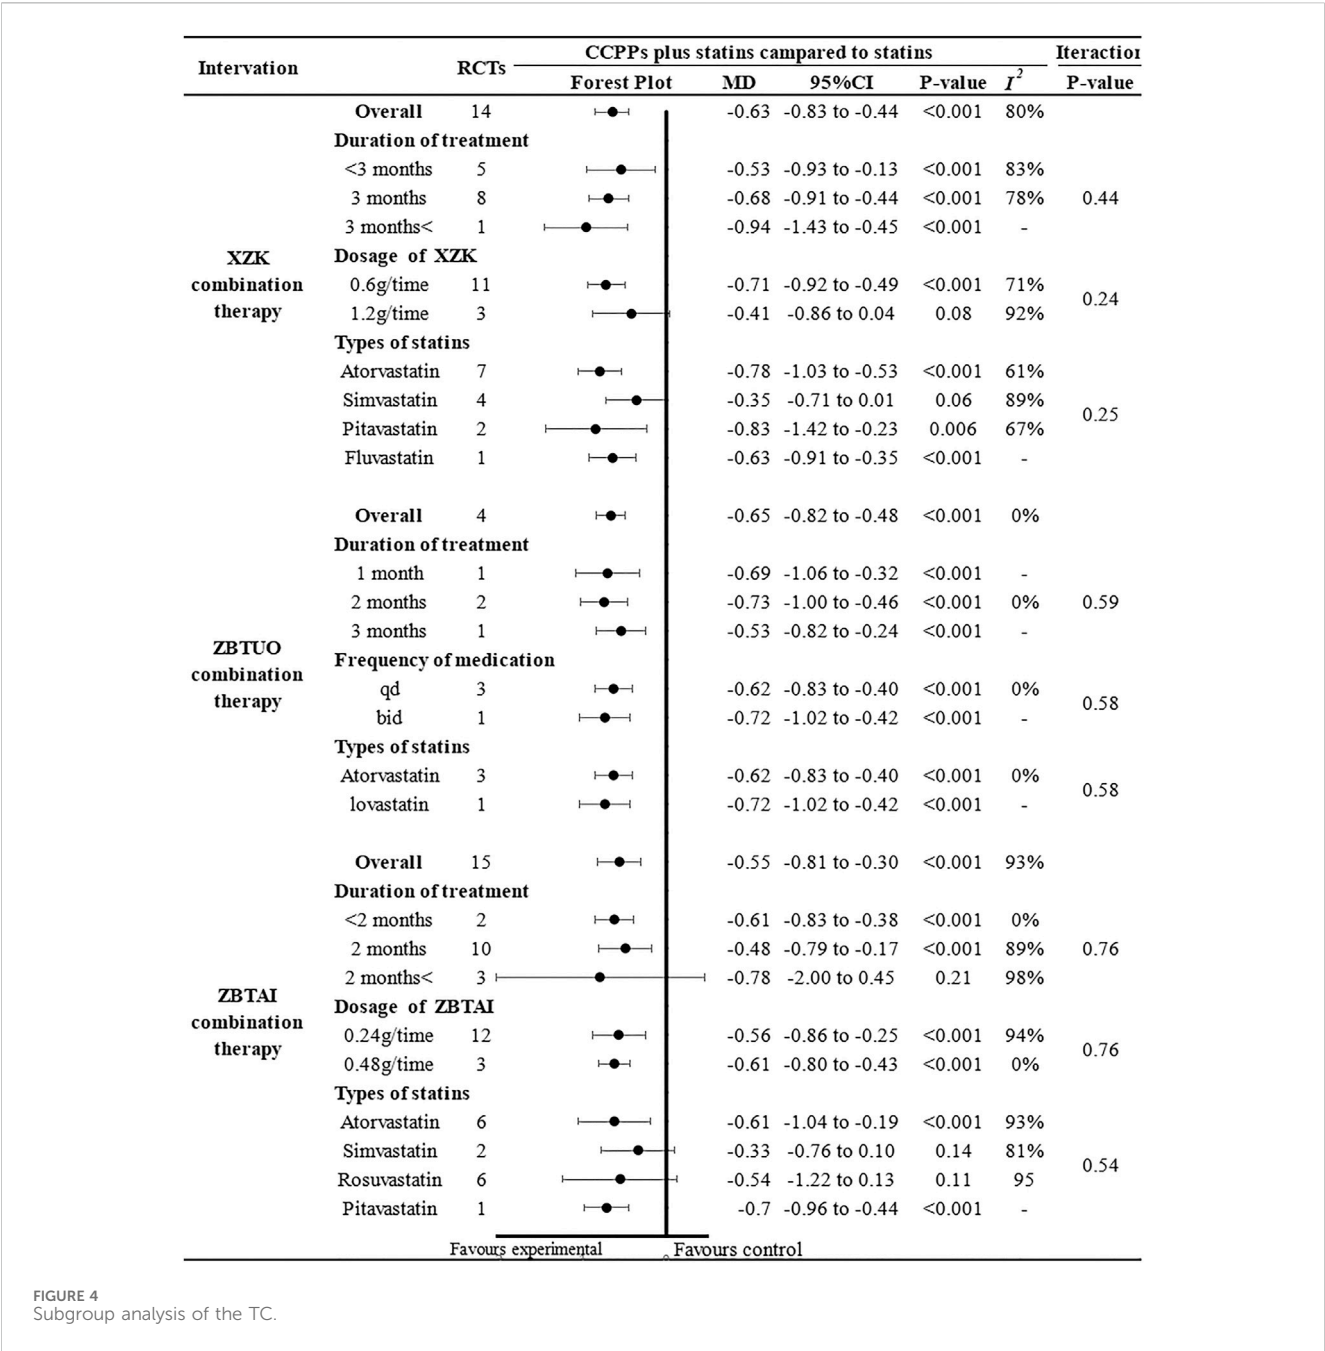 CCPPs plus statins campared to statins Iteraction
Intervation RCTs
Forest Plot MD 95%CI P-value I² P-value
Overall 14 -0.63 -0.83 to -0.44 <0.001 80%
Duration of treatment
<3 months 5 -0.53 -0.93 to -0.13 <0.001 83%
3 months 8 -0.68 -0.91 to -0.44 <0.001 78% 0.44
3 months< 1 -0.94 -1.43 to -0.45 <0.001 -
XZK combination therapy
Dosage of XZK
0.6g/time 11 -0.71 -0.92 to -0.49 <0.001 71%
0.24
1.2g/time 3 -0.41 -0.86 to 0.04 0.08 92%
Types of statins
Atorvastatin 7 -0.78 -1.03 to -0.53 <0.001 61%
Simvastatin 4 -0.35 -0.71 to 0.01 0.06 89%
0.25
Pitavastatin 2 -0.83 -1.42 to -0.23 0.006 67%
Fluvastatin 1 -0.63 -0.91 to -0.35 <0.001 -
Overall 4 -0.65 -0.82 to -0.48 <0.001 0%
Duration of treatment
1 month 1 -0.69 -1.06 to -0.32 <0.001 -
2 months 2 -0.73 -1.00 to -0.46 <0.001 0% 0.59
3 months 1 -0.53 -0.82 to -0.24 <0.001 -
ZBTUO combination therapy
Frequency of medication
qd 3 -0.62 -0.83 to -0.40 <0.001 0%
0.58
bid 1 -0.72 -1.02 to -0.42 <0.001 -
Types of statins
Atorvastatin 3 -0.62 -0.83 to -0.40 <0.001 0%
0.58
lovastatin 1 -0.72 -1.02 to -0.42 <0.001 -
Overall 15 -0.55 -0.81 to -0.30 <0.001 93%
Duration of treatment
<2 months 2 -0.61 -0.83 to -0.38 <0.001 0%
2 months 10 -0.48 -0.79 to -0.17 <0.001 89% 0.76
2 months< 3 -0.78 -2.00 to 0.45 0.21 98%
ZBTAI combination therapy
Dosage of ZBTAI
0.24g/time 12 -0.56 -0.86 to -0.25 <0.001 94%
0.76
0.48g/time 3 -0.61 -0.80 to -0.43 <0.001 0%
Types of statins
Atorvastatin 6 -0.61 -1.04 to -0.19 <0.001 93%
Simvastatin 2 -0.33 -0.76 to 0.10 0.14 81%
0.54
Rosuvastatin 6 -0.54 -1.22 to 0.13 0.11 95
Pitavastatin 1 -0.7 -0.96 to -0.44 <0.001 -
Favours experimental Favours control
FIGURE 4
Subgroup analysis of the TC.